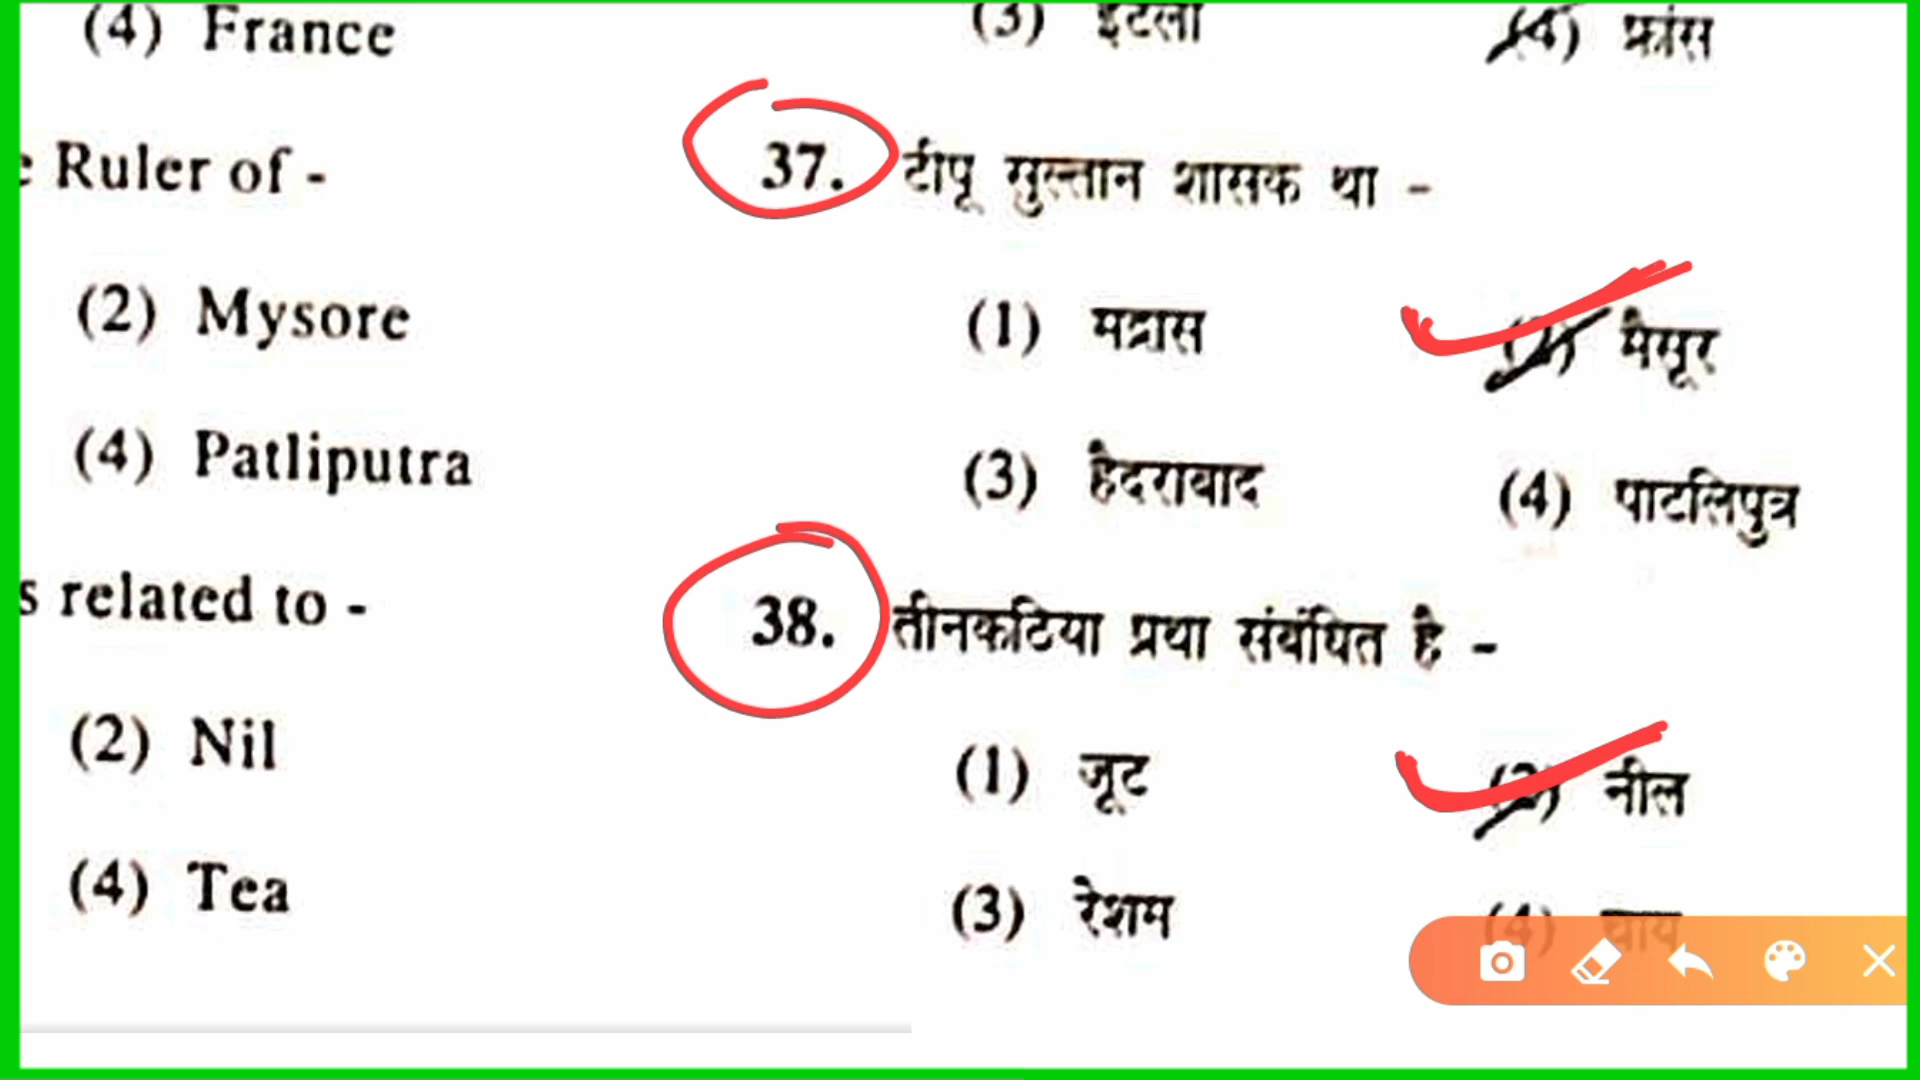 (4) France
Ruler of -
(2) Mysore
(4) Patliputra
s related to -
(2) Nil
(4) Tea
(3) इटली
(4) फ्रांस
37. टीपू सुल्तान शासक था -
(1) मद्रास
(2) मैसूर
(3) हैदराबाद
(4) पाटलिपुत्र
38. तीनकठिया प्रथा संबंधित है -
(1) जूट
(2) नील
(3) रेशम
(4) चाय